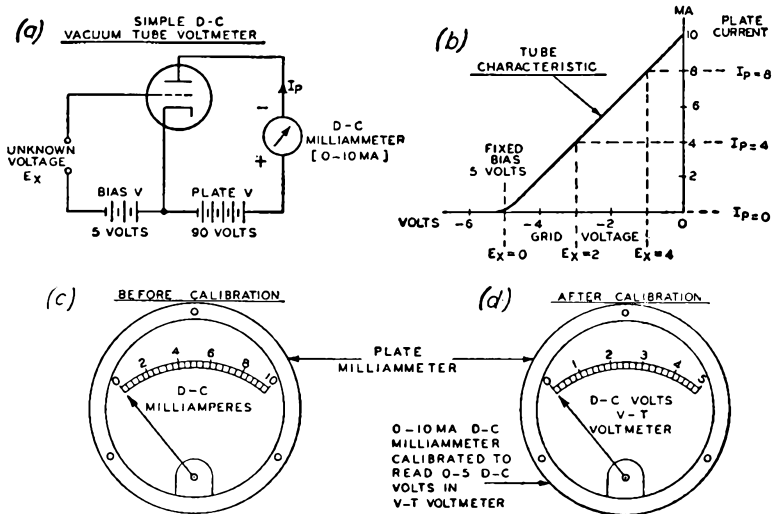 (a)
SIMPLE D-C
VACUUM TUBE VOLTMETER
IP
-
+
D-C
MILLIAMMETER
[0-10 MA]
UNKNOWN
VOLTAGE
EX
BIAS V
5 VOLTS
PLATE V
90 VOLTS
(b)
MA
PLATE
CURRENT
10
8
6
4
2
0
IP=8
IP=4
IP=0
TUBE
CHARACTERISTIC
FIXED
BIAS
5 VOLTS
VOLTS
-6
-4
-2
0
GRID VOLTAGE
EX=0
EX=2
EX=4
(c)
BEFORE CALIBRATION
0 2 4 6 8 10
D-C
MILLIAMPERES
PLATE
MILLIAMMETER
(d)
AFTER CALIBRATION
0 1 2 3 4 5
D-C VOLTS
V-T
VOLTMETER
0-10 MA D-C
MILLIAMMETER
CALIBRATED TO
READ 0-5 D-C
VOLTS IN
V-T VOLTMETER